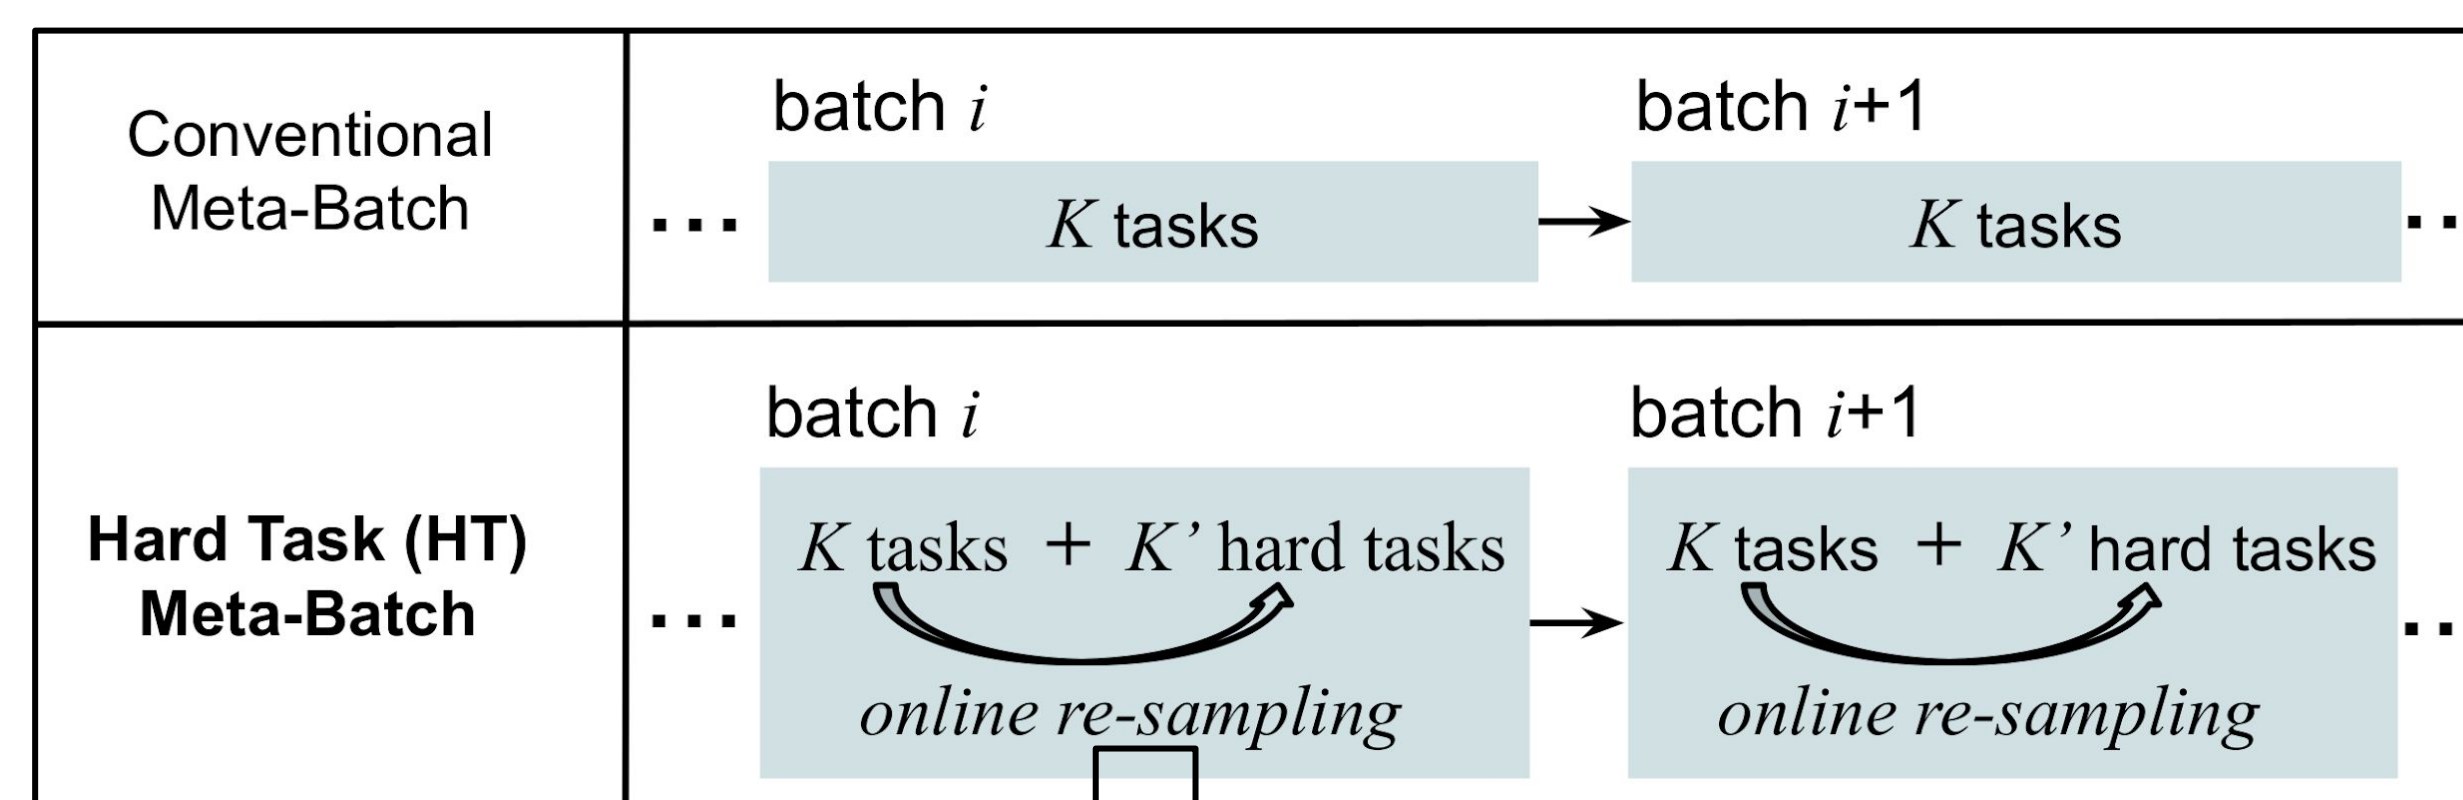 Conventional
Meta-Batch
batch i
batch i+1
... K tasks K tasks ..
Hard Task (HT)
Meta-Batch
batch i
batch i+1
K tasks + K’ hard tasks
K tasks + K’ hard tasks
... ..
online re-sampling
online re-sampling